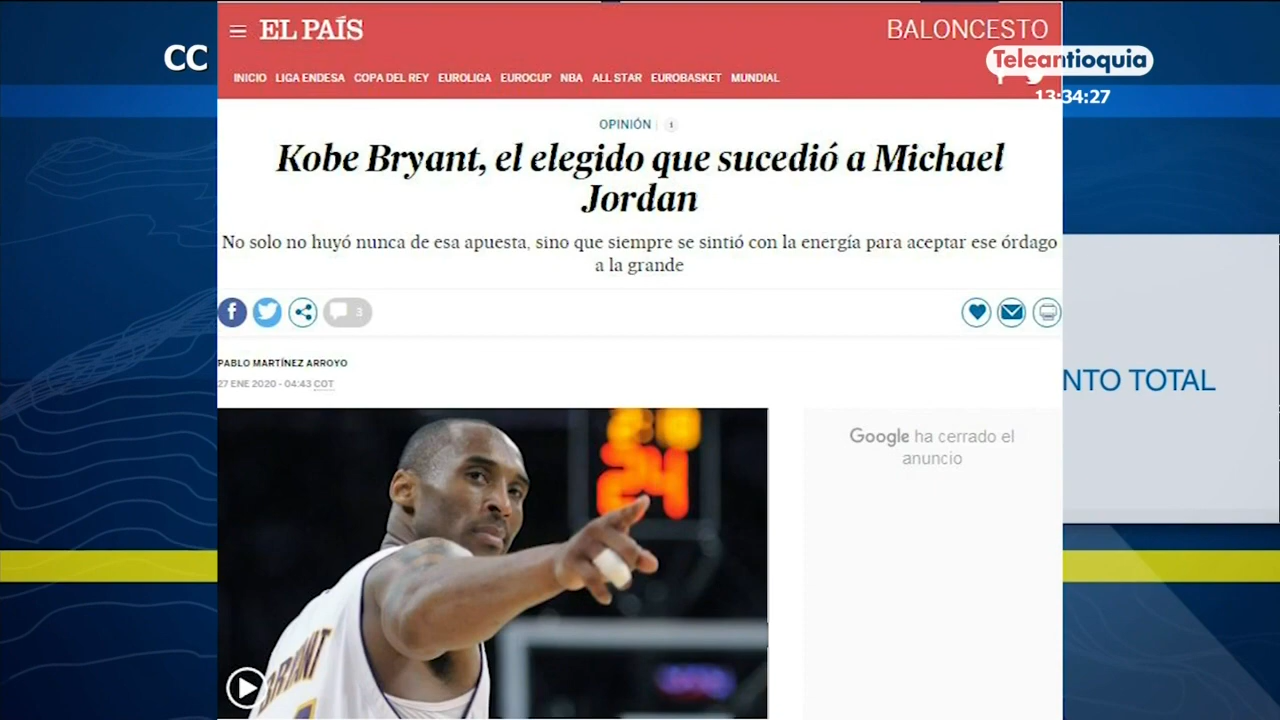 CC
EL PAÍS
BALONCESTO
Teleantioquia
13:34:27
INICIO LIGA ENDESA COPA DEL REY EUROLIGA EUROCUP NBA ALL STAR EUROBASKET MUNDIAL
OPINIÓN
i
Kobe Bryant, el elegido que sucedió a Michael
Jordan
No solo no huyó nunca de esa apuesta, sino que siempre se sintió con la energía para aceptar ese órdago
a la grande
f
3
PABLO MARTÍNEZ ARROYO
27 ENE 2020 - 04:43 COT
NTO TOTAL
Google ha cerrado el
anuncio
24
BRYANT